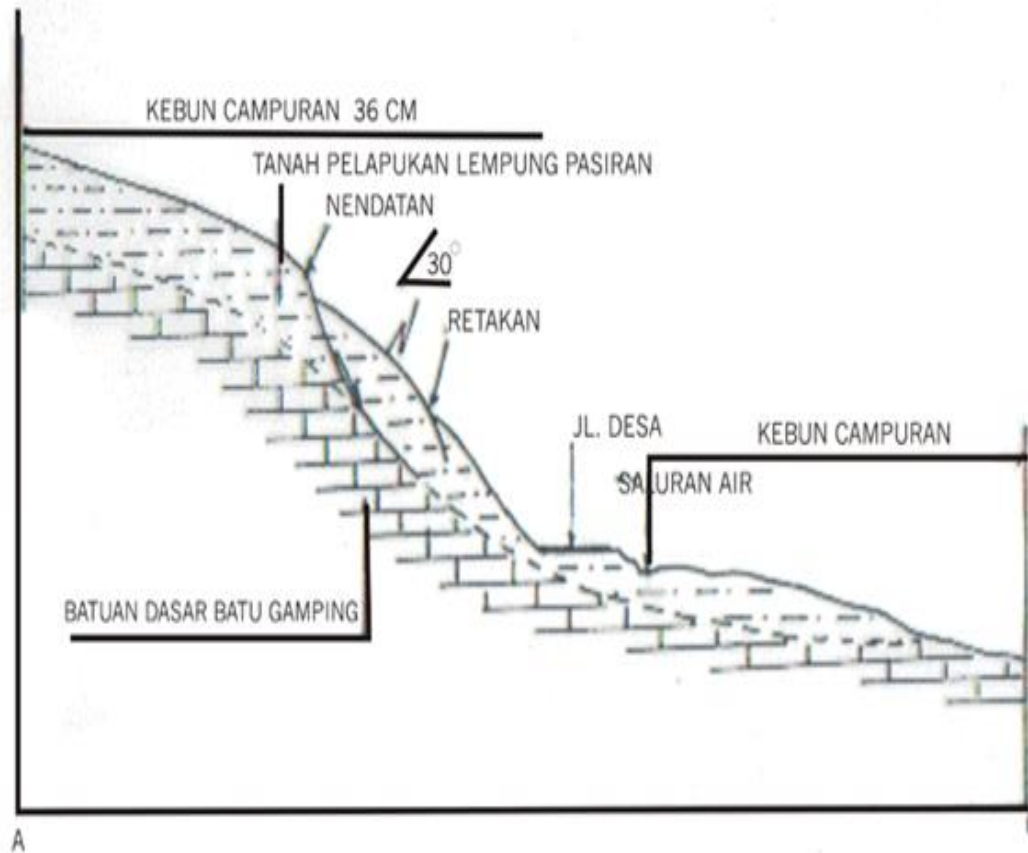 KEBUN CAMPURAN 36 CM
TANAH PELAPUKAN LEMPUNG PASIRAN
NENDATAN
30°
RETAKAN
JL. DESA
KEBUN CAMPURAN
SALURAN AIR
BATUAN DASAR BATU GAMPING
A